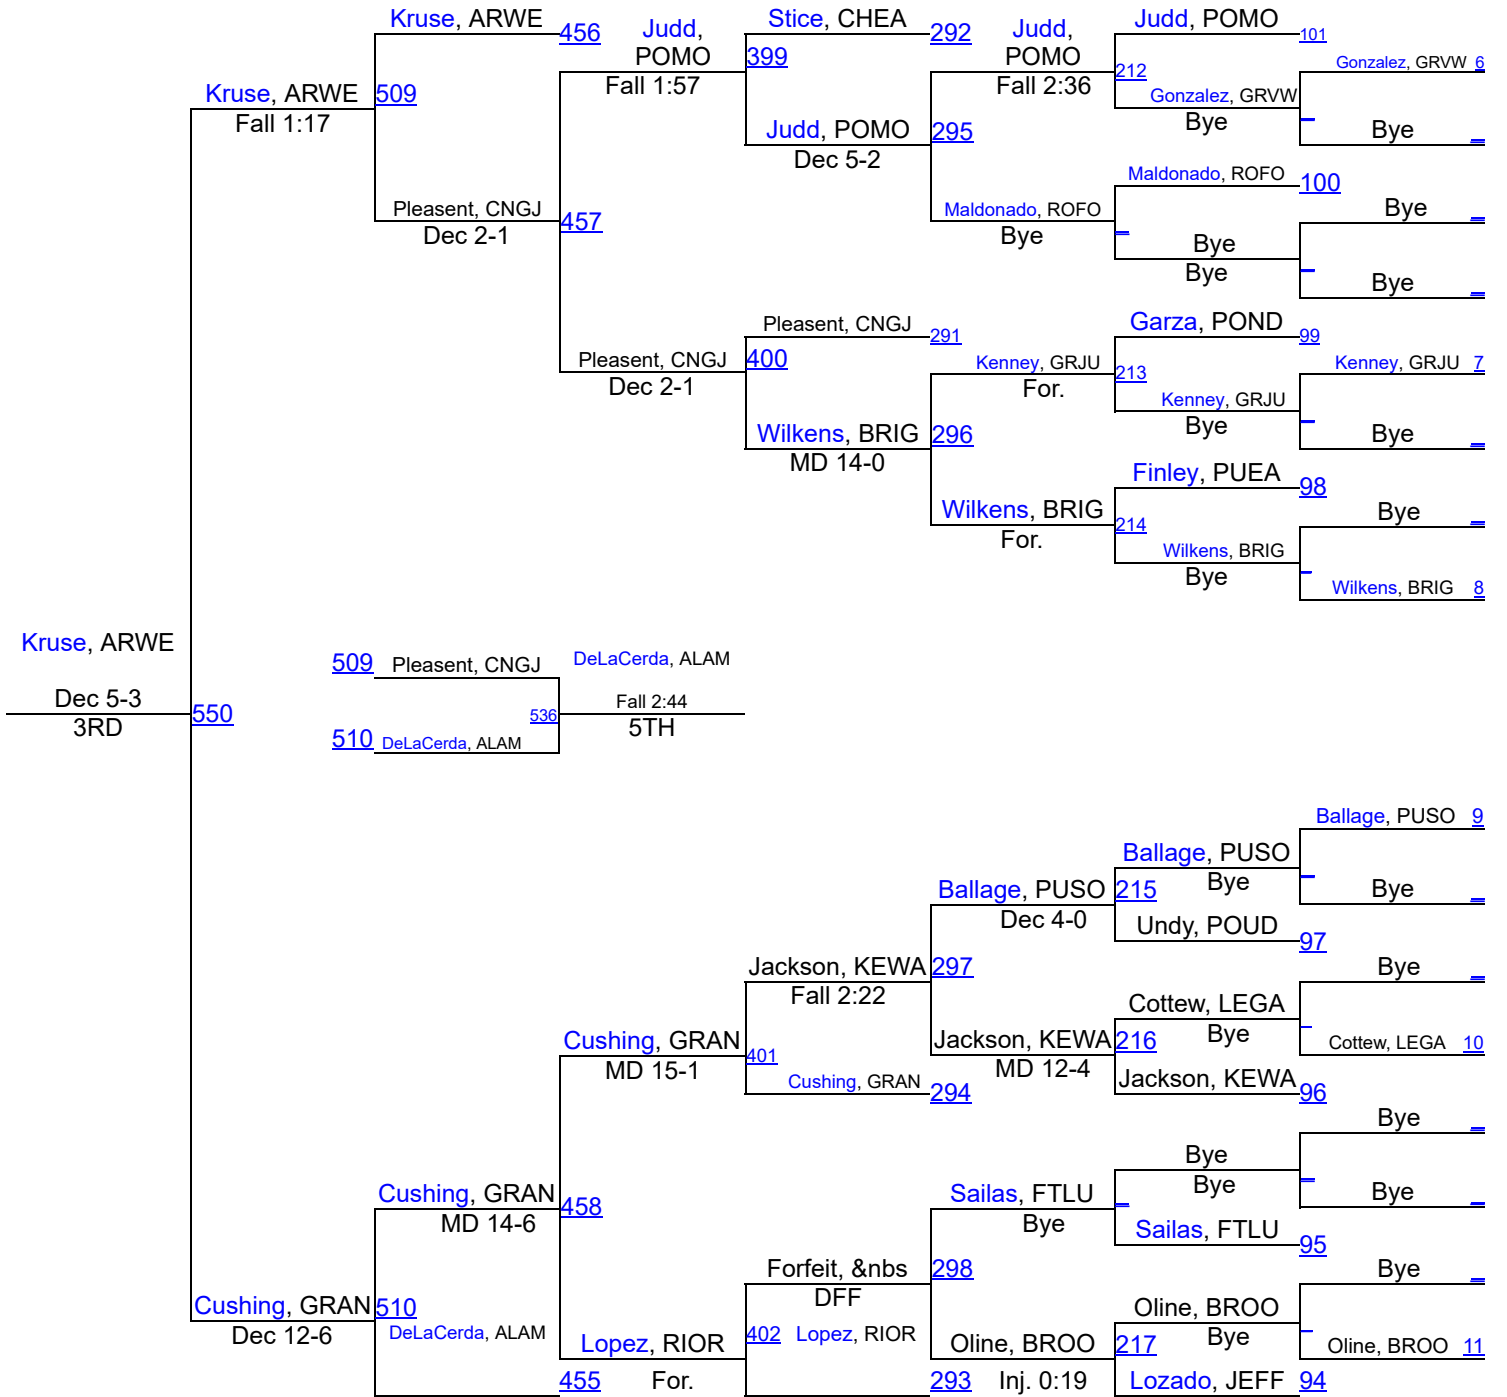 Kruse, ARWE
456
Judd,
POMO
Fall 1:57
Stice, CHEA
292
Judd,
POMO
Fall 2:36
Judd, POMO
101
Gonzalez, GRVW 6
399
212
Gonzalez, GRVW
Bye
Bye
Kruse, ARWE
Fall 1:17
509
Judd, POMO
Dec 5-2
295
Maldonado, ROFO
100
Bye
Pleasent, CNGJ
Dec 2-1
457
Maldonado, ROFO
Bye
Bye
Bye
Bye
Pleasent, CNGJ
291
Garza, POND
99
Pleasent, CNGJ
Dec 2-1
400
Kenney, GRJU
For.
213
Kenney, GRJU 7
Kenney, GRJU
Bye
Bye
Wilkens, BRIG
MD 14-0
296
Finley, PUEA
98
Wilkens, BRIG
For.
214
Bye
Wilkens, BRIG
Bye
Wilkens, BRIG 8
Kruse, ARWE
Dec 5-3
3RD
550
509 Pleasent, CNGJ
DeLaCerda, ALAM
Fall 2:44
5TH
536
510 DeLaCerda, ALAM
Ballage, PUSO 9
Ballage, PUSO
Bye
Bye
Ballage, PUSO
Dec 4-0
215
Undy, POUD
97
Jackson, KEWA
Fall 2:22
297
Bye
Cottew, LEGA
Bye
Cottew, LEGA 10
Cushing, GRAN
MD 15-1
401
Jackson, KEWA
MD 12-4
216
Cushing, GRAN
294
Jackson, KEWA
96
Bye
Cushing, GRAN
MD 14-6
458
Sailas, FTLU
Bye
Bye
Bye
Bye
Sailas, FTLU
95
Forfeit, &nbs
DFF
298
Bye
Cushing, GRAN
Dec 12-6
510
DeLaCerda, ALAM
455
Lopez, RIOR
For.
402 Lopez, RIOR
293
Oline, BROO
Inj. 0:19
217
Oline, BROO
Bye
Oline, BROO 11
Lozado, JEFF
94